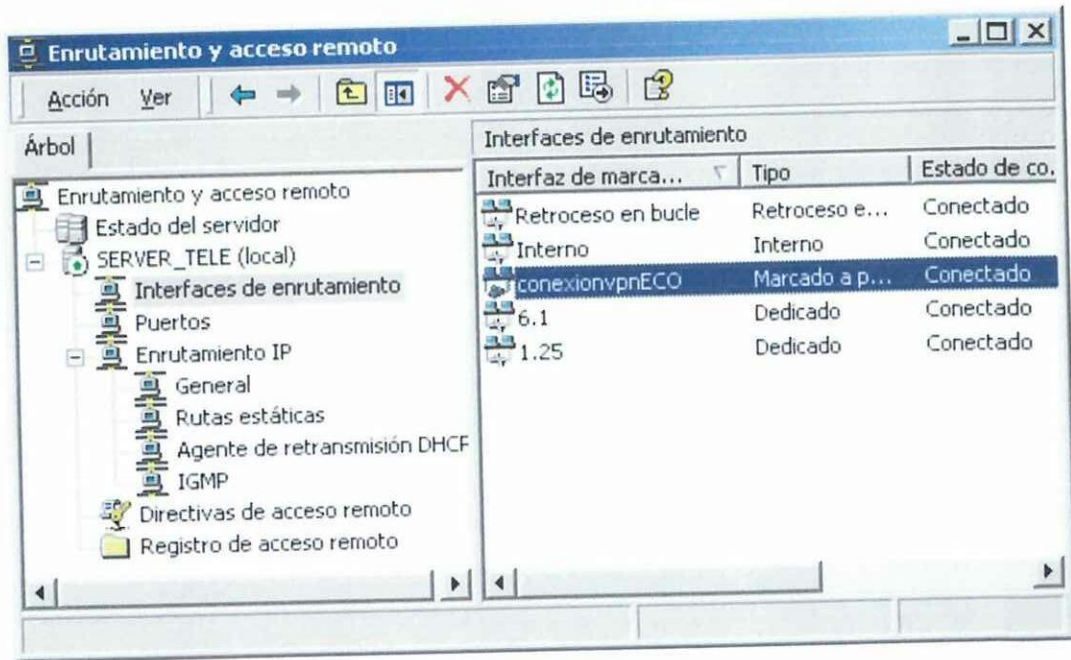 Enrutamiento y acceso remoto
Acción Ver
Árbol
Interfaces de enrutamiento
Interfaz de marca... Tipo Estado de co.
Retroceso en bucle Retroceso e... Conectado
Interno Interno Conectado
conexionvpnECO Marcado a p... Conectado
6.1 Dedicado Conectado
1.25 Dedicado Conectado
Enrutamiento y acceso remoto
Estado del servidor
SERVER_TELE (local)
Interfaces de enrutamiento
Puertos
Enrutamiento IP
General
Rutas estáticas
Agente de retransmisión DHCP
IGMP
Directivas de acceso remoto
Registro de acceso remoto